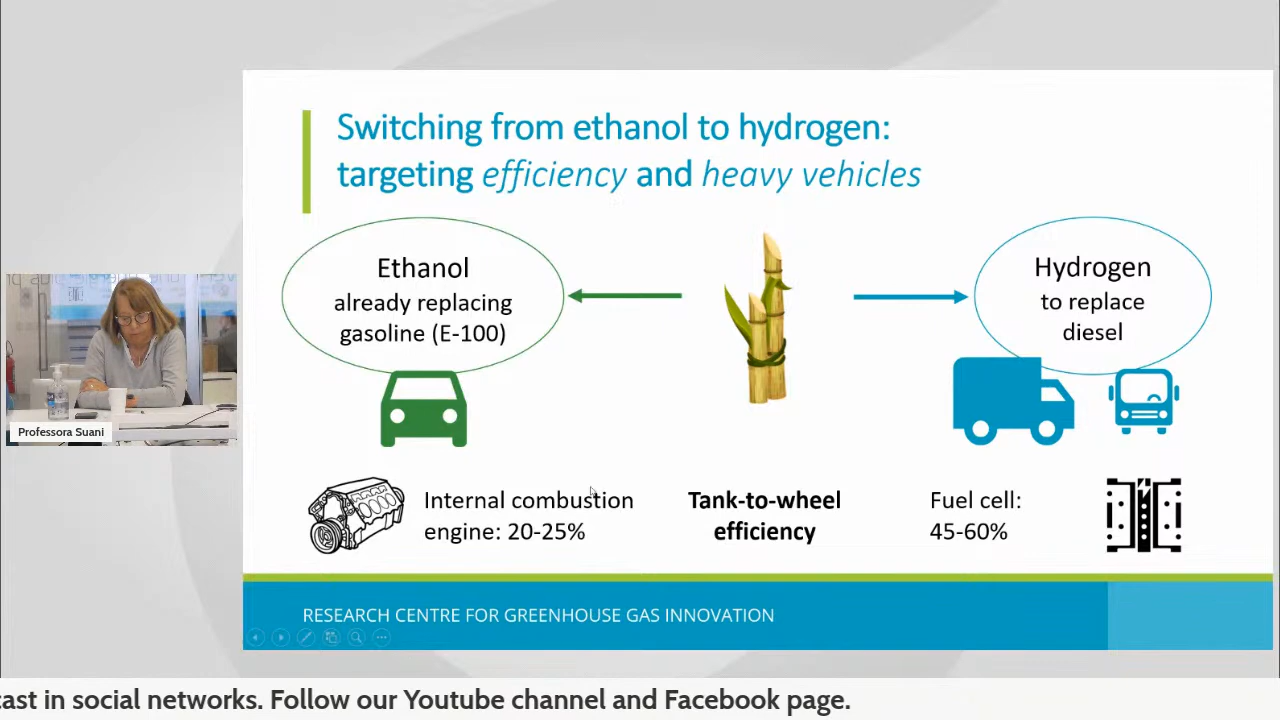 Switching from ethanol to hydrogen:
targeting efficiency and heavy vehicles
Ethanol
already replacing
gasoline (E-100)
Hydrogen
to replace
diesel
Professora Suani
Internal combustion
engine: 20-25%
Tank-to-wheel
efficiency
Fuel cell:
45-60%
RESEARCH CENTRE FOR GREENHOUSE GAS INNOVATION
cast in social networks. Follow our Youtube channel and Facebook page.